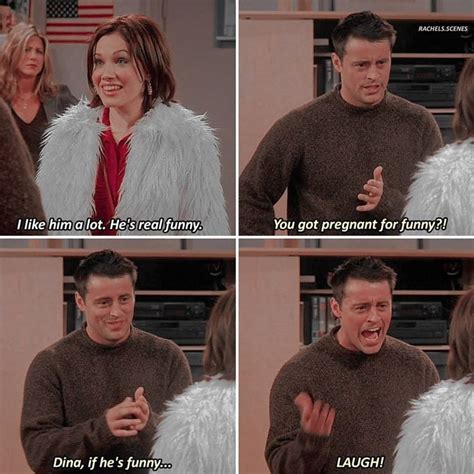 RACHELS.SCENES
I like him a lot. He's real funny.
You got pregnant for funny?!
Dina, if he's funny...
LAUGH!